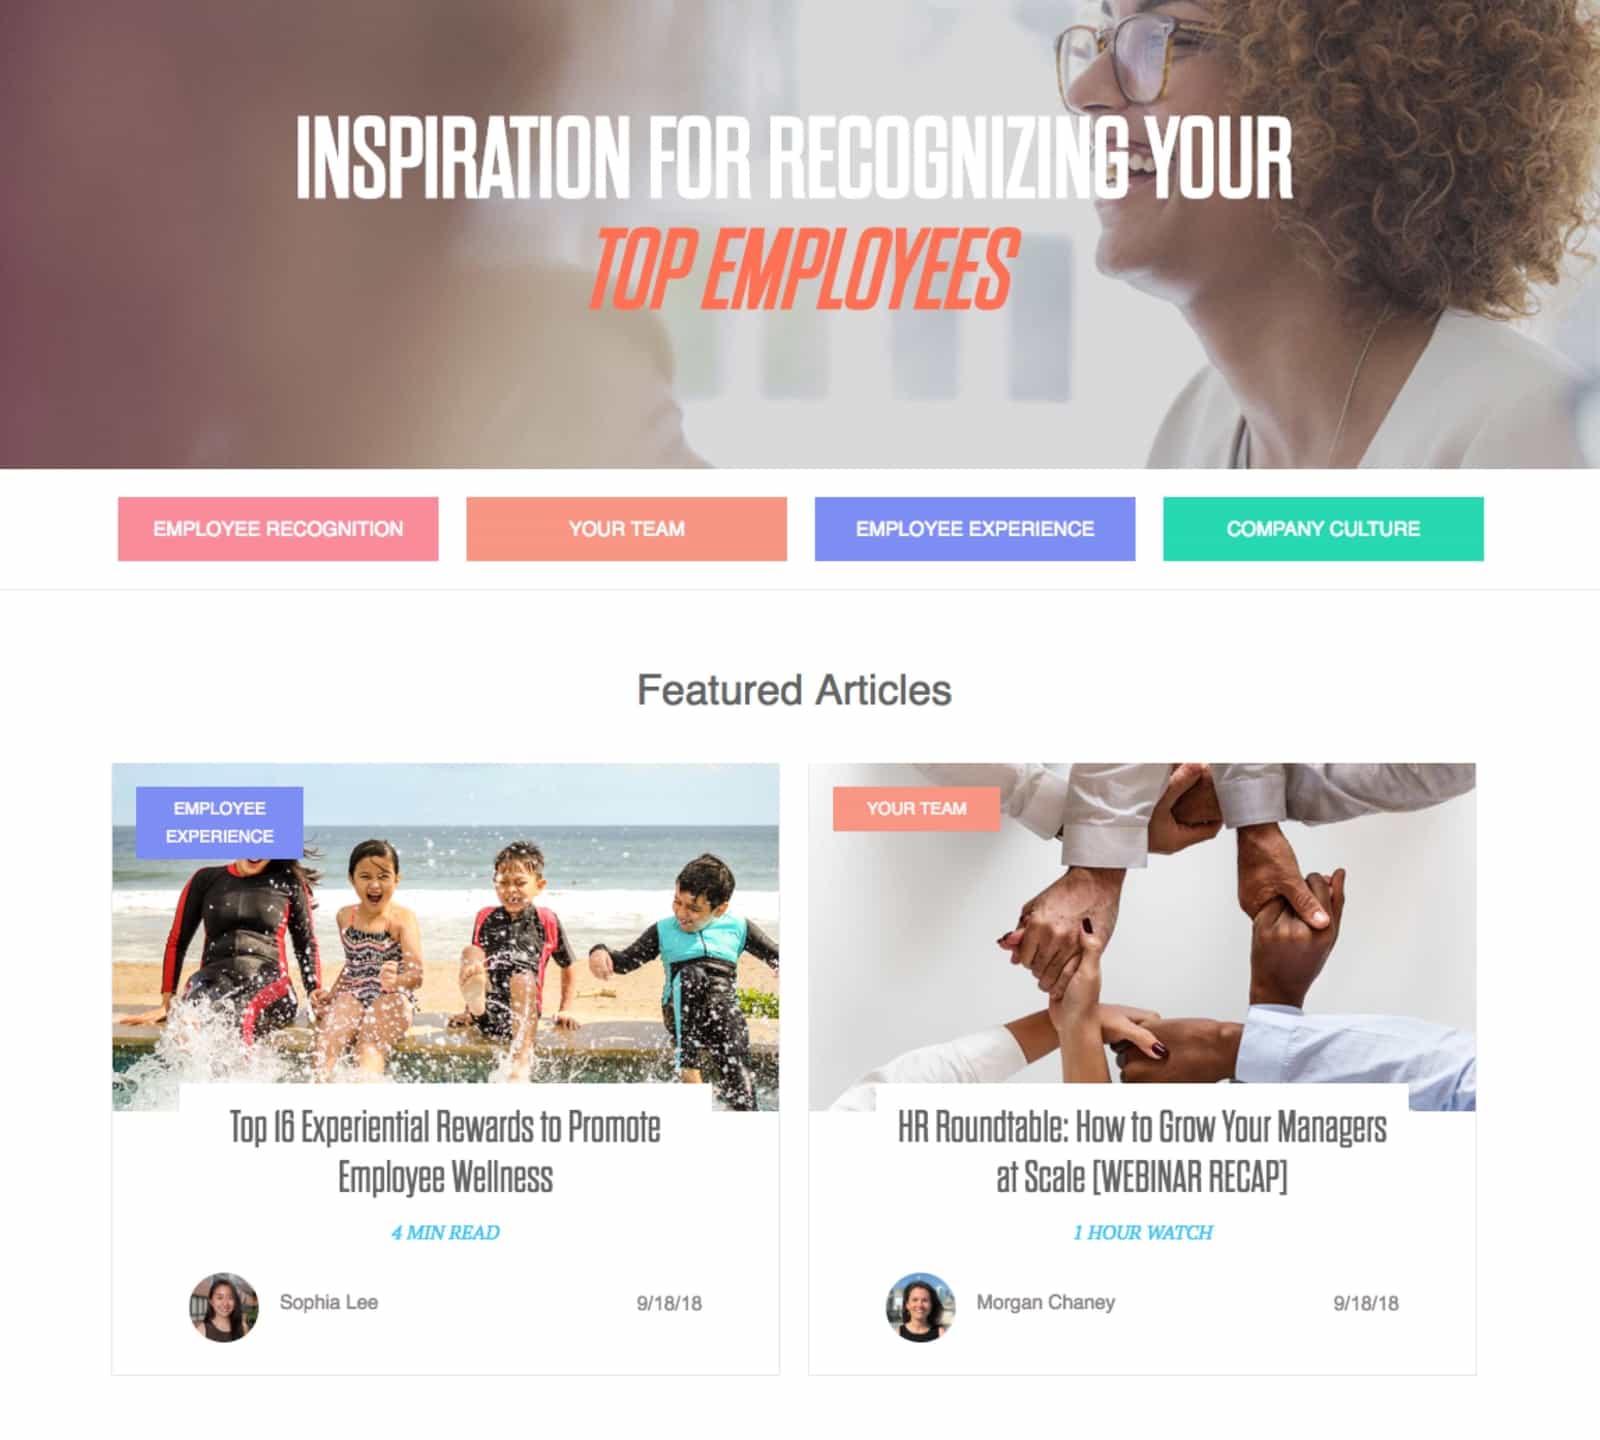 INSPIRATION FOR RECOGNIZING YOUR
TOP EMPLOYEES
EMPLOYEE RECOGNITION
YOUR TEAM
EMPLOYEE EXPERIENCE
COMPANY CULTURE
Featured Articles
EMPLOYEE
EXPERIENCE
Top 16 Experiential Rewards to Promote
Employee Wellness
4 MIN READ
Sophia Lee
9/18/18
YOUR TEAM
HR Roundtable: How to Grow Your Managers
at Scale [WEBINAR RECAP]
1 HOUR WATCH
Morgan Chaney
9/18/18